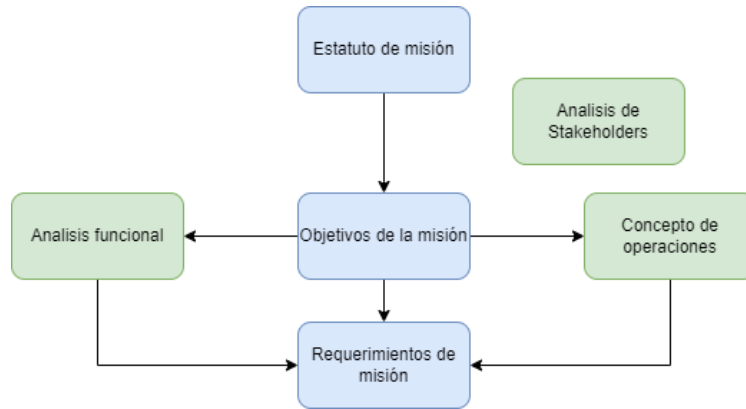 Estatuto de misión
Analisis de
Stakeholders
Analisis funcional
Objetivos de la misión
Concepto de
operaciones
Requerimientos de
misión